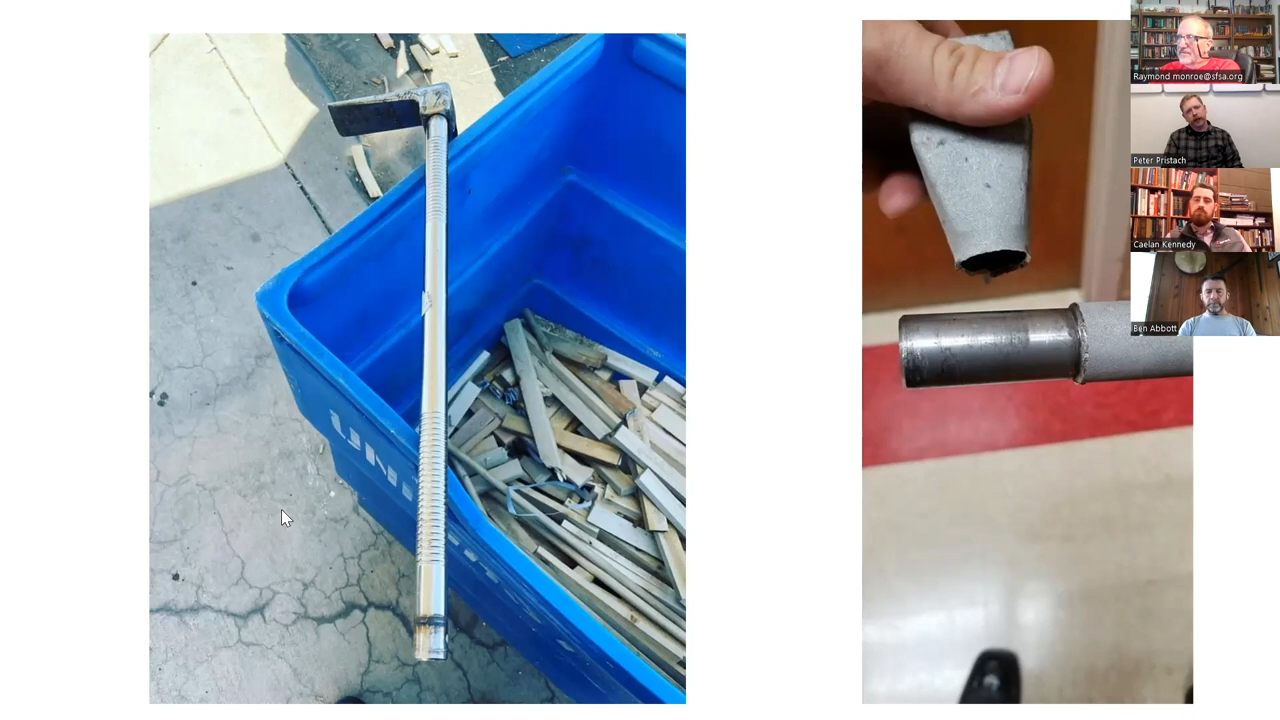 Raymond monroe@sfsa.org
Peter Pristach
Caelan Kennedy
Ben Abbott